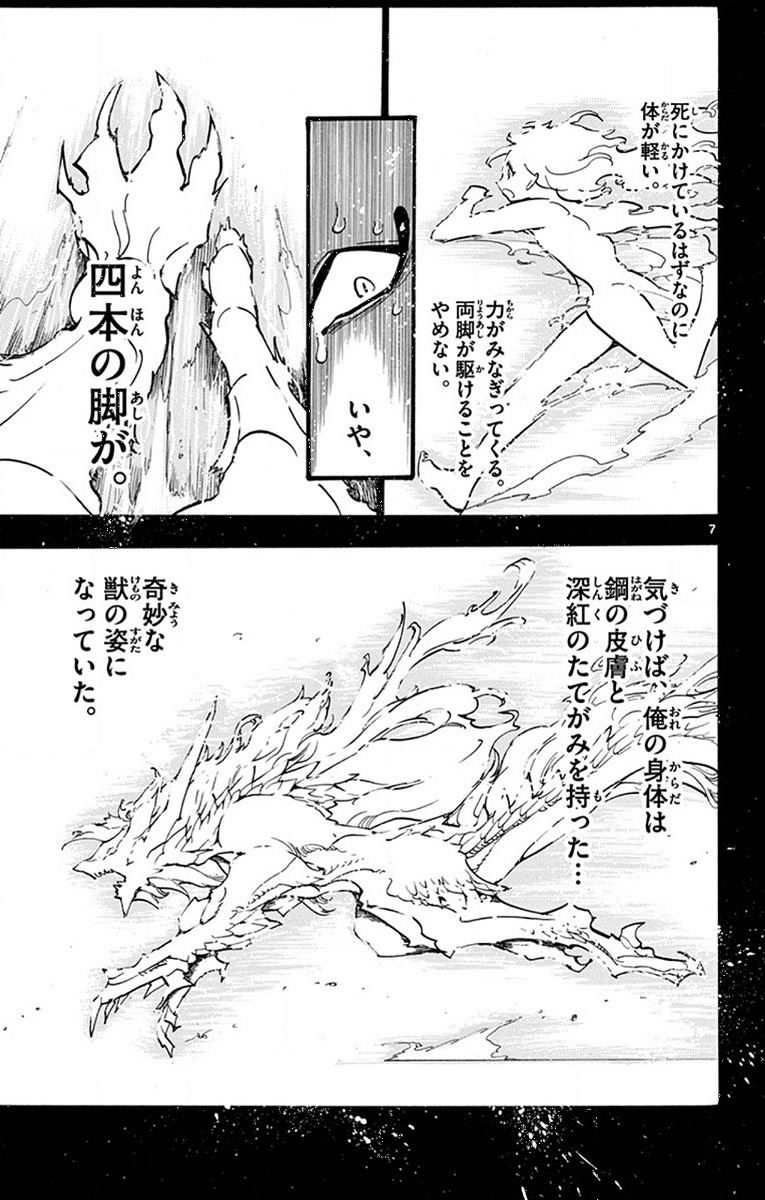 死にかけているはずなのに
体が軽い。
力がみなぎってくる。
両脚が駆けることを
やめない。
いや、
四本の脚が。
7
気づけば、俺の身体は
鋼の皮膚と
深紅のたてがみを持った…
奇妙な
獣の姿に
なっていた。